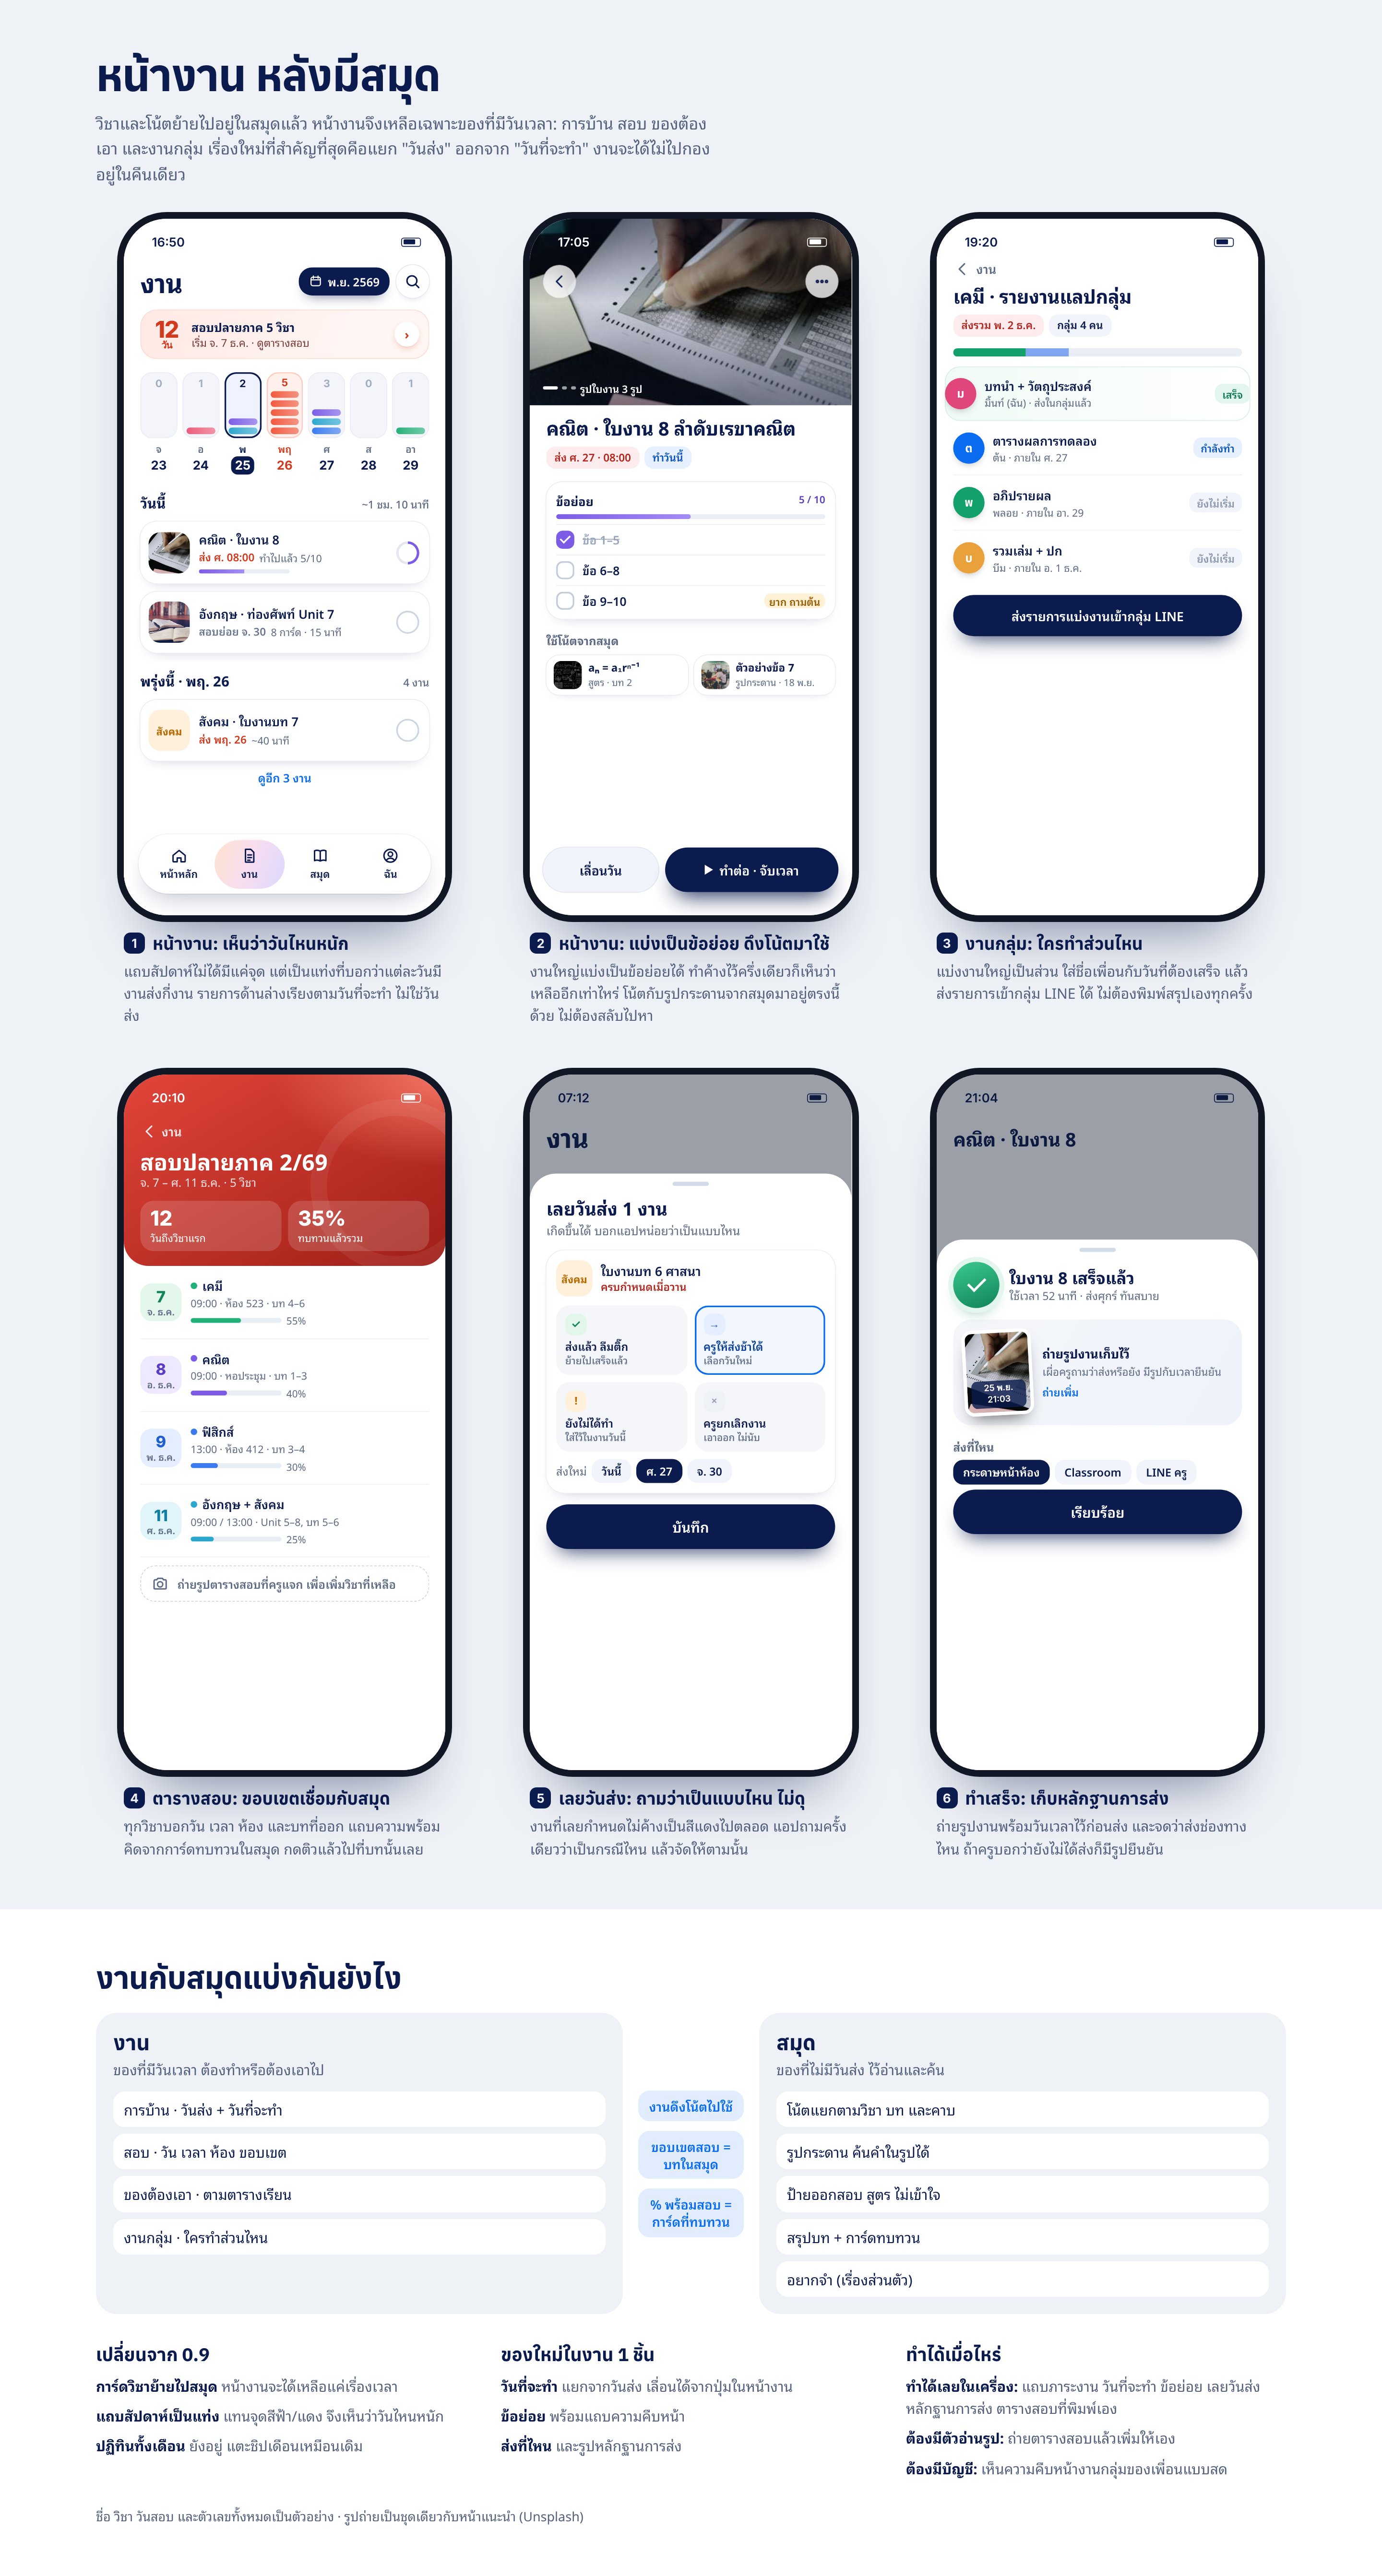 หน้างาน หลังมีสมุด
วิชาและโน้ตย้ายไปอยู่ในสมุดแล้ว หน้างานจึงเหลือเฉพาะของที่มีวันเวลา: การบ้าน สอบ ของต้อง
เอา และงานกลุ่ม เรื่องใหม่ที่สำคัญที่สุดคือแยก "วันส่ง" ออกจาก "วันที่จะทำ" งานจะได้ไม่ไปกอง
อยู่ในคืนเดียว
16:50
งาน
พ.ย. 2569
12
วัน
สอบปลายภาค 5 วิชา
เริ่ม จ. 7 ธ.ค. · ดูตารางสอบ
›
0 1 2 5 3 0 1
จ อ พ พฤ ศ ส อา
23 24 25 26 27 28 29
วันนี้
~1 ชม. 10 นาที
คณิต · ใบงาน 8
ส่ง ศ. 08:00 ทำไปแล้ว 5/10
อังกฤษ · ท่องศัพท์ Unit 7
สอบย่อย จ. 30 8 การ์ด · 15 นาที
พรุ่งนี้ · พฤ. 26
4 งาน
สังคม
สังคม · ใบงานบท 7
ส่ง พฤ. 26 ~40 นาที
ดูอีก 3 งาน
หน้าหลัก งาน สมุด ฉัน
1 หน้างาน: เห็นว่าวันไหนหนัก
แถบสัปดาห์ไม่ได้มีแค่จุด แต่เป็นแท่งที่บอกว่าแต่ละวันมี
งานส่งกี่งาน รายการด้านล่างเรียงตามวันที่จะทำ ไม่ใช่วัน
ส่ง
17:05
รูปใบงาน 3 รูป
คณิต · ใบงาน 8 ลำดับเรขาคณิต
ส่ง ศ. 27 · 08:00 ทำวันนี้
ข้อย่อย
5 / 10
ข้อ 1–5
ข้อ 6–8
ข้อ 9–10
ยาก ถามต้น
ใช้โน้ตจากสมุด
aₙ = a₁rⁿ⁻¹
สูตร · บท 2
ตัวอย่างข้อ 7
รูปกระดาน · 18 พ.ย.
เลื่อนวัน
ทำต่อ · จับเวลา
2 หน้างาน: แบ่งเป็นข้อย่อย ดึงโน้ตมาใช้
งานใหญ่แบ่งเป็นข้อย่อยได้ ทำค้างไว้ครึ่งเดียวก็เห็นว่า
เหลืออีกเท่าไหร่ โน้ตกับรูปกระดานจากสมุดมาอยู่ตรงนี้
ด้วย ไม่ต้องสลับไปหา
19:20
งาน
เคมี · รายงานแลปกลุ่ม
ส่งรวม พ. 2 ธ.ค. กลุ่ม 4 คน
ม
บทนำ + วัตถุประสงค์
มิ้นท์ (ฉัน) · ส่งในกลุ่มแล้ว
เสร็จ
ต
ตารางผลการทดลอง
ต้น · ภายใน ศ. 27
กำลังทำ
พ
อภิปรายผล
พลอย · ภายใน อา. 29
ยังไม่เริ่ม
บ
รวมเล่ม + ปก
บีม · ภายใน อ. 1 ธ.ค.
ยังไม่เริ่ม
ส่งรายการแบ่งงานเข้ากลุ่ม LINE
3 งานกลุ่ม: ใครทำส่วนไหน
แบ่งงานใหญ่เป็นส่วน ใส่ชื่อเพื่อนกับวันที่ต้องเสร็จ แล้ว
ส่งรายการเข้ากลุ่ม LINE ได้ ไม่ต้องพิมพ์สรุปเองทุกครั้ง
20:10
งาน
สอบปลายภาค 2/69
จ. 7 – ศ. 11 ธ.ค. · 5 วิชา
12
วันถึงวิชาแรก
35%
ทบทวนแล้วรวม
7
จ. ธ.ค.
เคมี
09:00 · ห้อง 523 · บท 4–6
55%
8
อ. ธ.ค.
คณิต
09:00 · หอประชุม · บท 1–3
40%
9
พ. ธ.ค.
ฟิสิกส์
13:00 · ห้อง 412 · บท 3–4
30%
11
ศ. ธ.ค.
อังกฤษ + สังคม
09:00 / 13:00 · Unit 5–8, บท 5–6
25%
ถ่ายรูปตารางสอบที่ครูแจก เพื่อเพิ่มวิชาที่เหลือ
4 ตารางสอบ: ขอบเขตเชื่อมกับสมุด
ทุกวิชาบอกวัน เวลา ห้อง และบทที่ออก แถบความพร้อม
คิดจากการ์ดทบทวนในสมุด กดติวแล้วไปที่บทนั้นเลย
07:12
งาน
เลยวันส่ง 1 งาน
เกิดขึ้นได้ บอกแอปหน่อยว่าเป็นแบบไหน
สังคม
ใบงานบท 6 ศาสนา
ครบกำหนดเมื่อวาน
ส่งแล้ว ลืมติ๊ก
ย้ายไปเสร็จแล้ว
→
ครูให้ส่งช้าได้
เลือกวันใหม่
!
ยังไม่ได้ทำ
ใส่ไว้ในงานวันนี้
×
ครูยกเลิกงาน
เอาออก ไม่นับ
ส่งใหม่ วันนี้ ศ. 27 จ. 30
บันทึก
5 เลยวันส่ง: ถามว่าเป็นแบบไหน ไม่ดุ
งานที่เลยกำหนดไม่ค้างเป็นสีแดงไปตลอด แอปถามครั้ง
เดียวว่าเป็นกรณีไหน แล้วจัดให้ตามนั้น
21:04
คณิต · ใบงาน 8
ใบงาน 8 เสร็จแล้ว
ใช้เวลา 52 นาที · ส่งศุกร์ ทันสบาย
25 พ.ย.
21:03
ถ่ายรูปงานเก็บไว้
เผื่อครูถามว่าส่งหรือยัง มีรูปกับเวลายืนยัน
ถ่ายเพิ่ม
ส่งที่ไหน
กระดาษหน้าห้อง Classroom LINE ครู
เรียบร้อย
6 ทำเสร็จ: เก็บหลักฐานการส่ง
ถ่ายรูปงานพร้อมวันเวลาไว้ก่อนส่ง และจดว่าส่งช่องทาง
ไหน ถ้าครูบอกว่ายังไม่ได้ส่งก็มีรูปยืนยัน
งานกับสมุดแบ่งกันยังไง
งาน
ของที่มีวันเวลา ต้องทำหรือต้องเอาไป
การบ้าน · วันส่ง + วันที่จะทำ
สอบ · วัน เวลา ห้อง ขอบเขต
ของต้องเอา · ตามตารางเรียน
งานกลุ่ม · ใครทำส่วนไหน
งานดึงโน้ตไปใช้
ขอบเขตสอบ =
บทในสมุด
% พร้อมสอบ =
การ์ดที่ทบทวน
สมุด
ของที่ไม่มีวันส่ง ไว้อ่านและค้น
โน้ตแยกตามวิชา บท และคาบ
รูปกระดาน ค้นคำในรูปได้
ป้ายออกสอบ สูตร ไม่เข้าใจ
สรุปบท + การ์ดทบทวน
อยากจำ (เรื่องส่วนตัว)
เปลี่ยนจาก 0.9
การ์ดวิชาย้ายไปสมุด หน้างานจะได้เหลือแค่เรื่องเวลา
แถบสัปดาห์เป็นแท่ง แทนจุดสีฟ้า/แดง จึงเห็นว่าวันไหนหนัก
ปฏิทินทั้งเดือน ยังอยู่ แตะชิปเดือนเหมือนเดิม
ของใหม่ในงาน 1 ชิ้น
วันที่จะทำ แยกจากวันส่ง เลื่อนได้จากปุ่มในหน้างาน
ข้อย่อย พร้อมแถบความคืบหน้า
ส่งที่ไหน และรูปหลักฐานการส่ง
ทำได้เมื่อไหร่
ทำได้เลยในเครื่อง: แถบภาระงาน วันที่จะทำ ข้อย่อย เลยวันส่ง
หลักฐานการส่ง ตารางสอบที่พิมพ์เอง
ต้องมีตัวอ่านรูป: ถ่ายตารางสอบแล้วเพิ่มให้เอง
ต้องมีบัญชี: เห็นความคืบหน้างานกลุ่มของเพื่อนแบบสด
ชื่อ วิชา วันสอบ และตัวเลขทั้งหมดเป็นตัวอย่าง · รูปถ่ายเป็นชุดเดียวกับหน้าแนะนำ (Unsplash)